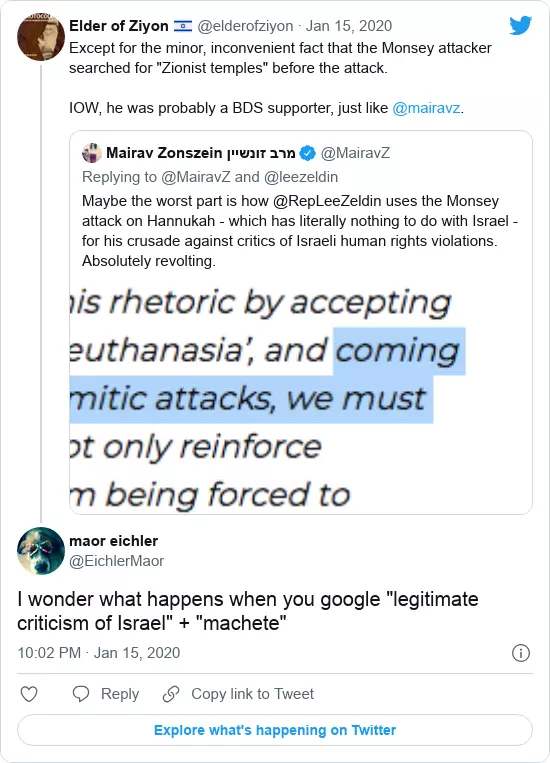 Elder of Ziyon 🇮🇱 @elderofziyon · Jan 15, 2020
Except for the minor, inconvenient fact that the Monsey attacker
searched for "Zionist temples" before the attack.
IOW, he was probably a BDS supporter, just like @mairavz.
Mairav Zonszein מרב זונשיין @MairavZ
Replying to @MairavZ and @leezeldin
Maybe the worst part is how @RepLeeZeldin uses the Monsey
attack on Hannukah - which has literally nothing to do with Israel -
for his crusade against critics of Israeli human rights violations.
Absolutely revolting.
his rhetoric by accepting
euthanasia’, and coming
mitic attacks, we must
ot only reinforce
m being forced to
maor eichler
@EichlerMaor
I wonder what happens when you google "legitimate
criticism of Israel" + "machete"
10:02 PM · Jan 15, 2020
Reply
Copy link to Tweet
Explore what's happening on Twitter